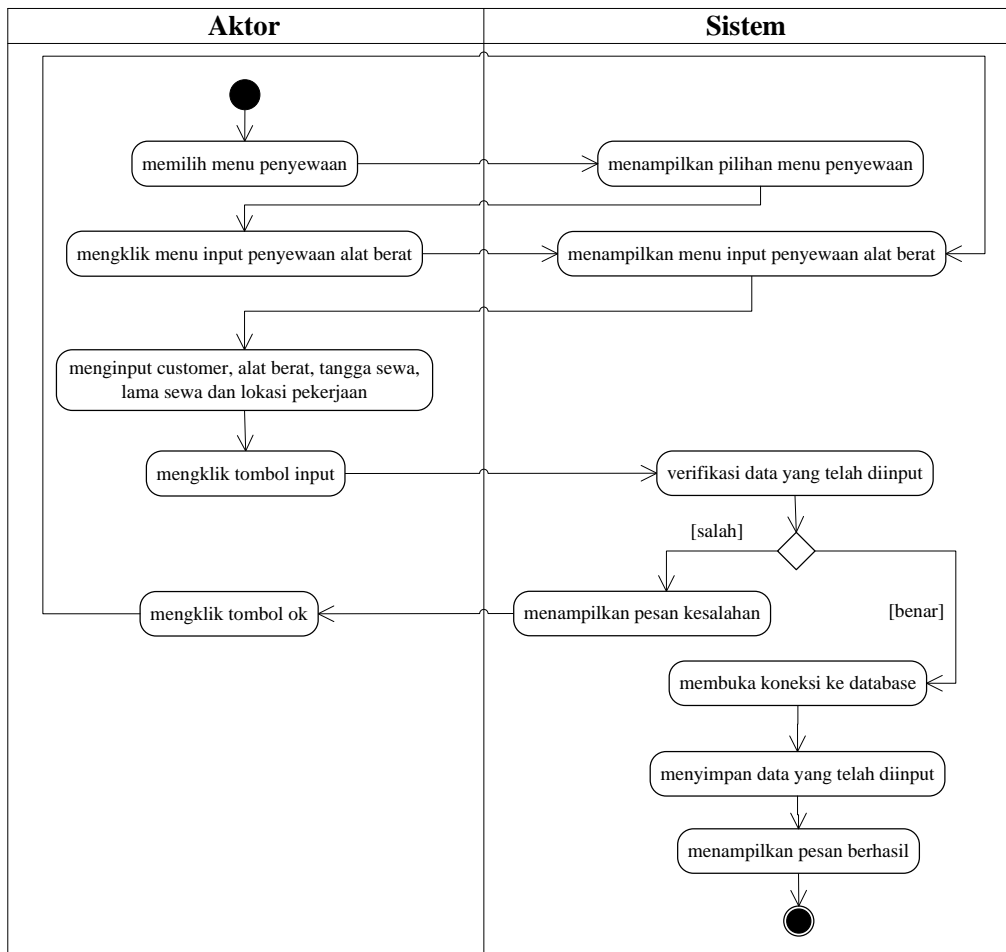 Aktor
Sistem
memilih menu penyewaan
menampilkan pilihan menu penyewaan
mengklik menu input penyewaan alat berat
menampilkan menu input penyewaan alat berat
menginput customer, alat berat, tangga sewa,
lama sewa dan lokasi pekerjaan
mengklik tombol input
verifikasi data yang telah diinput
[salah]
mengklik tombol ok
menampilkan pesan kesalahan
[benar]
membuka koneksi ke database
menyimpan data yang telah diinput
menampilkan pesan berhasil